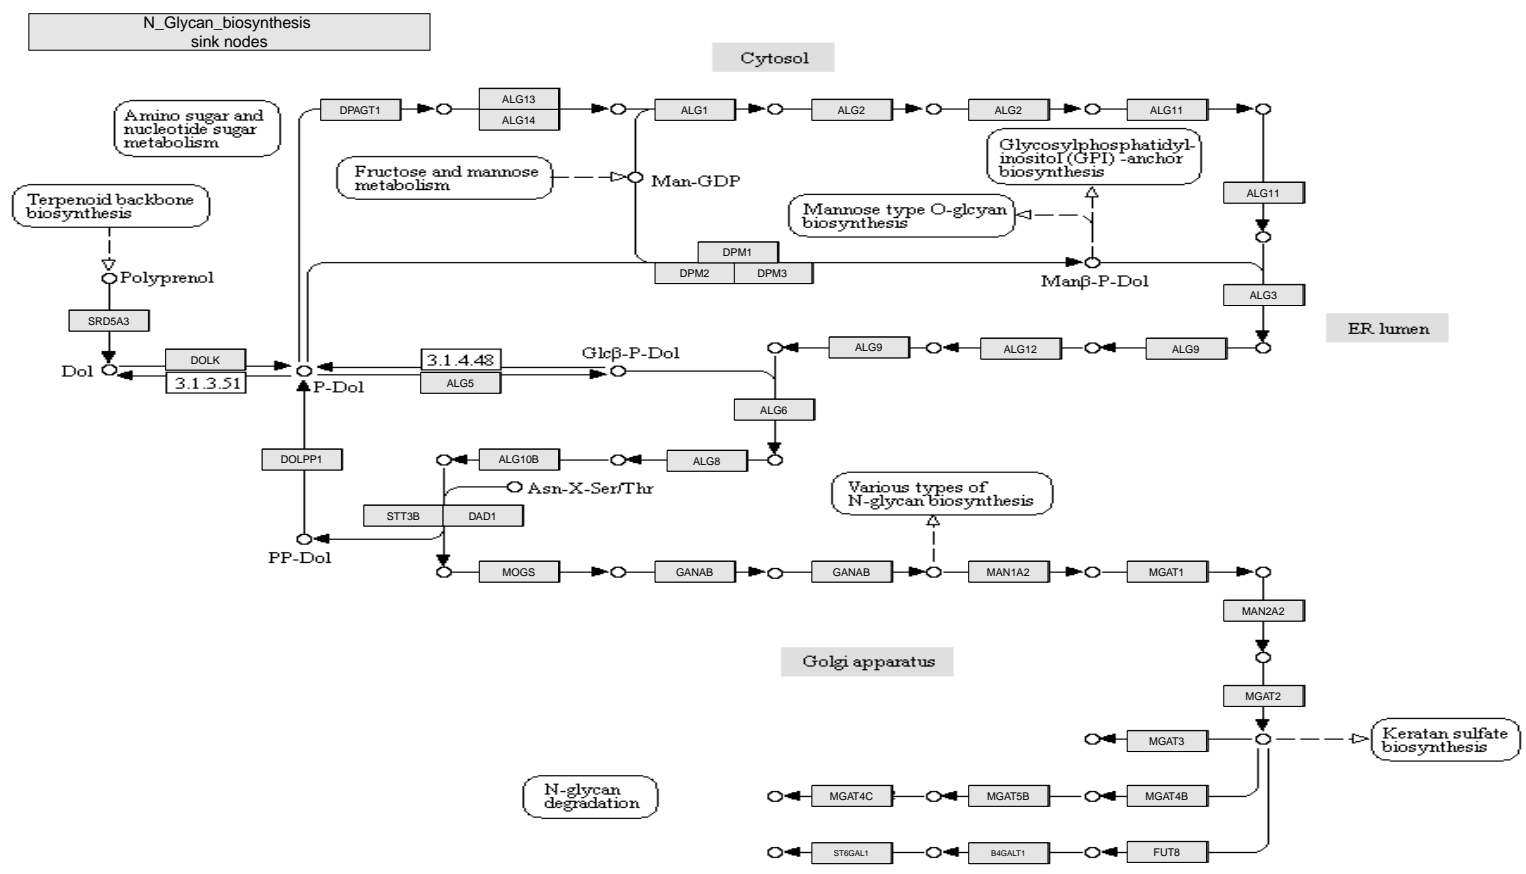 N_Glycan_biosynthesis
sink nodes
Cytosol
DPAGT1
ALG13
ALG14
ALG1
ALG2
ALG2
ALG11
Amino sugar and
nucleotide sugar
metabolism
Fructose and mannose
metabolism
Man-GDP
Glycosylphosphatidyl-
inositol (GPI) -anchor
biosynthesis
Terpenoid backbone
biosynthesis
Mannose type O-glcyan
biosynthesis
ALG11
Polyprenol
DPM1
DPM2
DPM3
Manβ-P-Dol
ALG3
SRD5A3
ER lumen
Dol
DOLK
3.1.3.51
P-Dol
3.1.4.48
ALG5
Glcβ-P-Dol
ALG9
ALG12
ALG9
ALG6
DOLPP1
ALG10B
ALG8
Asn-X-Ser/Thr
Various types of
N-glycan biosynthesis
STT3B
DAD1
PP-Dol
MOGS
GANAB
GANAB
MAN1A2
MGAT1
MAN2A2
Golgi apparatus
MGAT2
MGAT3
Keratan sulfate
biosynthesis
N-glycan
degradation
MGAT4C
MGAT5B
MGAT4B
ST6GAL1
B4GALT1
FUT8